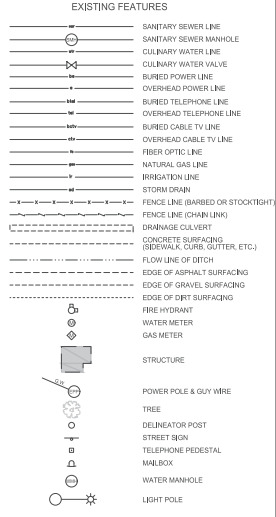 EXISTING FEATURES
SANITARY SEWER LINE
SANITARY SEWER MANHOLE
CULINARY WATER LINE
CULINARY WATER VALVE
BURIED POWER LINE
OVERHEAD POWER LINE
BURIED TELEPHONE LINE
OVERHEAD TELEPHONE LINE
BURIED CABLE TV LINE
OVERHEAD CABLE TV LINE
FIBER OPTIC LINE
NATURAL GAS LINE
IRRIGATION LINE
STORM DRAIN
FENCE LINE (BARBED OR STOCKTIGHT)
FENCE LINE (CHAIN LINK)
DRAINAGE CULVERT
CONCRETE SURFACING
(SIDEWALK, CURB, GUTTER, ETC.)
FLOW LINE OF DITCH
EDGE OF ASPHALT SURFACING
EDGE OF GRAVEL SURFACING
EDGE OF DIRT SURFACING
FIRE HYDRANT
WATER METER
GAS METER
STRUCTURE
G.W.
POWER POLE & GUY WIRE
TREE
DELINEATOR POST
STREET SIGN
TELEPHONE PEDESTAL
MAILBOX
WATER MANHOLE
LIGHT POLE